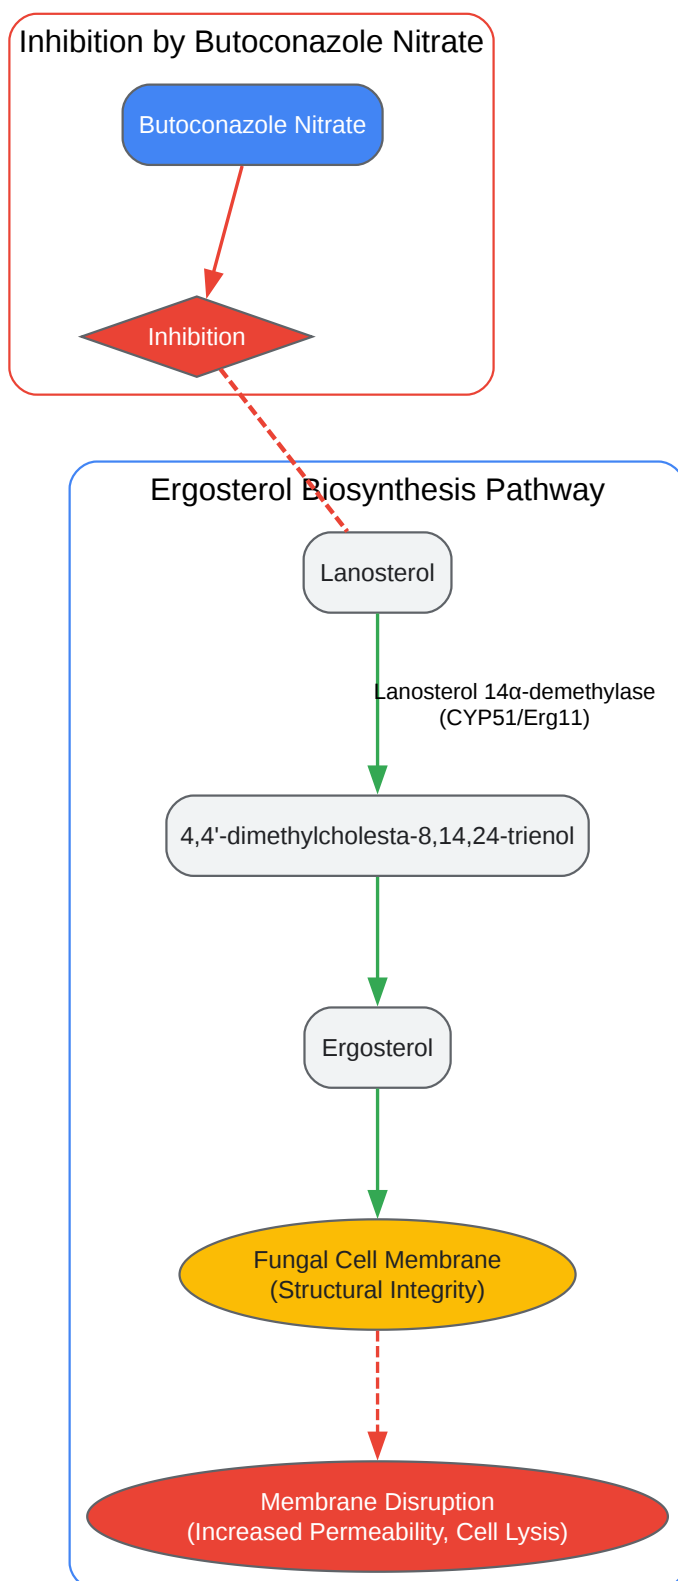 Inhibition by Butoconazole Nitrate
Butoconazole Nitrate
Inhibition
Ergosterol Biosynthesis Pathway
Lanosterol
Lanosterol 14α-demethylase
(CYP51/Erg11)
4,4'-dimethylcholesta-8,14,24-trienol
Ergosterol
Fungal Cell Membrane
(Structural Integrity)
Membrane Disruption
(Increased Permeability, Cell Lysis)